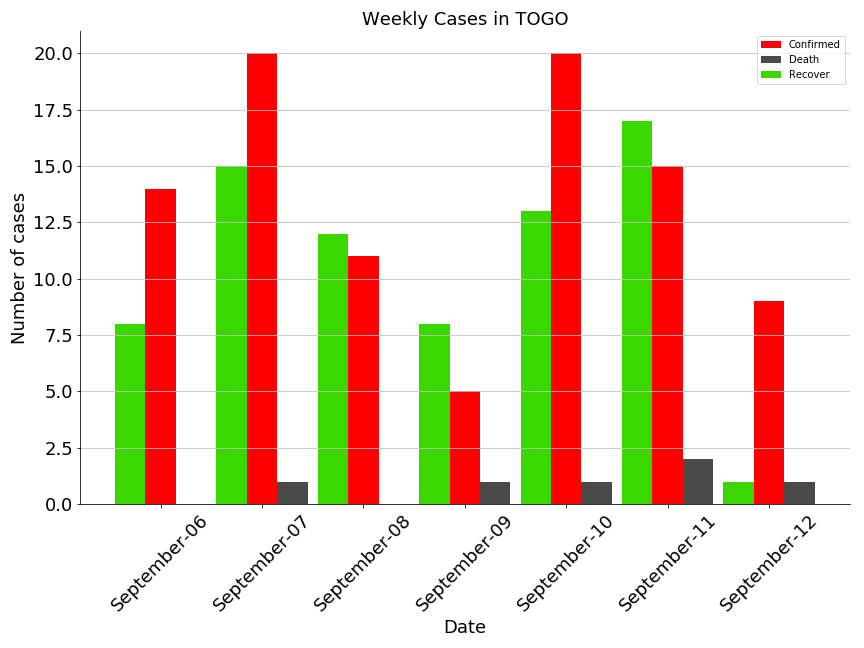 Weekly Cases in TOGO
Confirmed
Death
Recover
Number of cases
20.0
17.5
15.0
12.5
10.0
7.5
5.0
2.5
0.0
September-06
September-07
September-08
September-09
September-10
September-11
September-12
Date